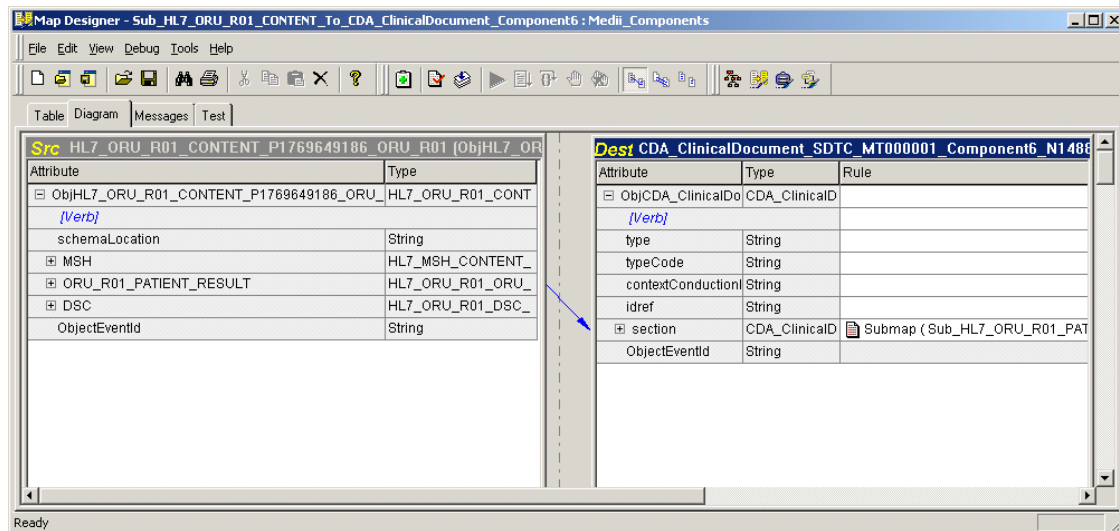 Map Designer - Sub_HL7_ORU_R01_CONTENT_To_CDA_ClinicalDocument_Component6 : Medii_Components
File Edit View Debug Tools Help
Table Diagram Messages Test
Src HL7_ORU_R01_CONTENT_P1769649186_ORU_R01 (ObjHL7_OR
Attribute Type
ObjHL7_ORU_R01_CONTENT_P1769649186_ORU_ HL7_ORU_R01_CONT
[Verb]
schemaLocation String
MSH HL7_MSH_CONTENT_
ORU_R01_PATIENT_RESULT HL7_ORU_R01_ORU_
DSC HL7_ORU_R01_DSC_
ObjectEventId String
Dest CDA_ClinicalDocument_SDTC_MT000001_Component6_N1488
Attribute Type Rule
ObjCDA_ClinicalDo CDA_ClinicalD
[Verb]
type String
typeCode String
contextConductionI String
idref String
section CDA_ClinicalD Submap ( Sub_HL7_ORU_R01_PAT
ObjectEventId String
Ready